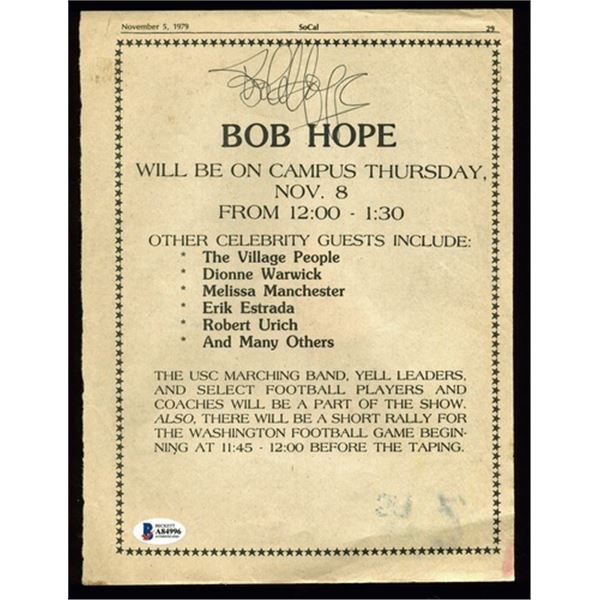 November 5, 1979 SoCal 29
Bob Hope
BOB HOPE
WILL BE ON CAMPUS THURSDAY,
NOV. 8
FROM 12:00 - 1:30
OTHER CELEBRITY GUESTS INCLUDE:
* The Village People
* Dionne Warwick
* Melissa Manchester
* Erik Estrada
* Robert Urich
* And Many Others
THE USC MARCHING BAND, YELL LEADERS,
AND SELECT FOOTBALL PLAYERS AND
COACHES WILL BE A PART OF THE SHOW.
ALSO, THERE WILL BE A SHORT RALLY FOR
THE WASHINGTON FOOTBALL GAME BEGIN-
NING AT 11:45 - 12:00 BEFORE THE TAPING.
BECKETT
A84996